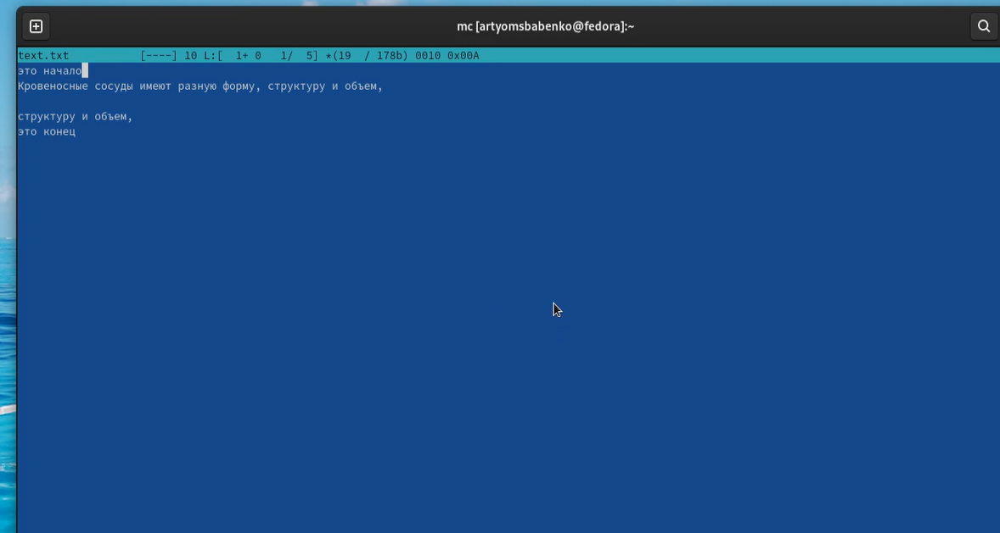 mc [artyomsbabenko@fedora]:~
text.txt [----] 10 L:[ 1+ 0 1/ 5] *(19 / 178b) 0010 0x00A
это начало
Кровеносные сосуды имеют разную форму, структуру и объем,
структуру и объем,
это конец